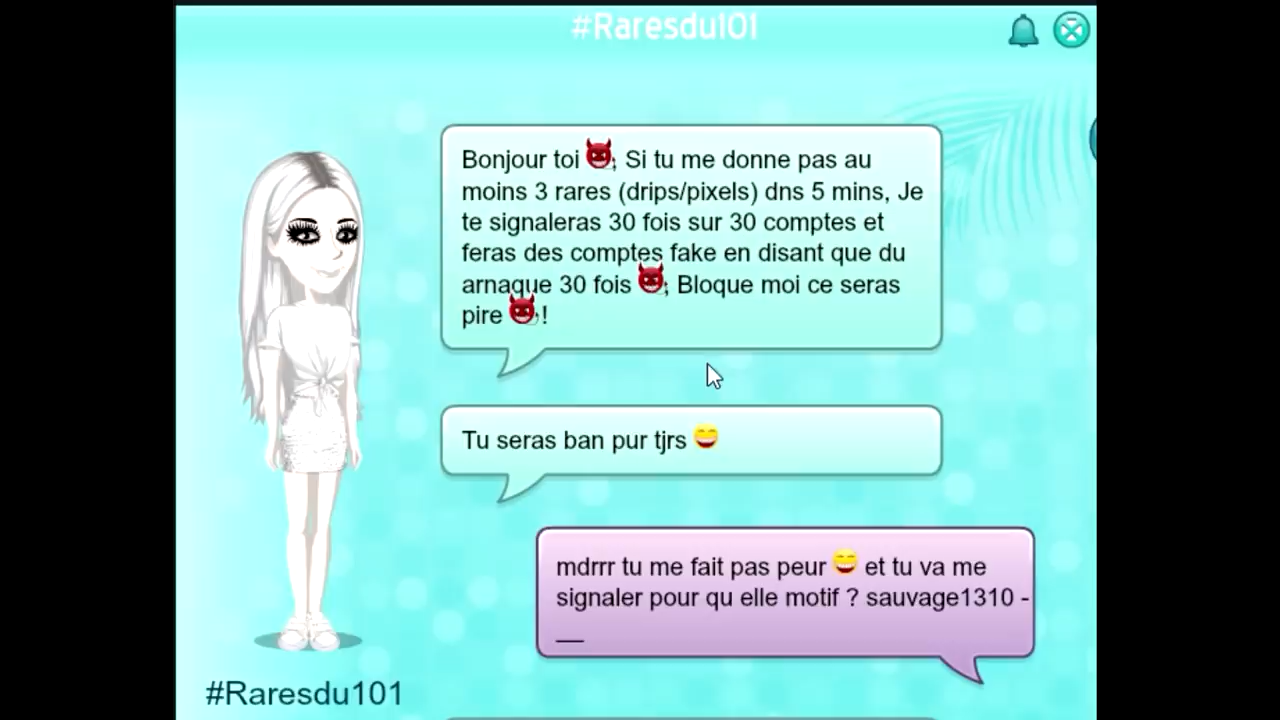 #Raresdu101
Bonjour toi 😈; Si tu me donne pas au
moins 3 rares (drips/pixels) dns 5 mins, Je
te signaleras 30 fois sur 30 comptes et
feras des comptes fake en disant que du
arnaque 30 fois 😈; Bloque moi ce seras
pire 😈!
Tu seras ban pur tjrs 😄
mdrrr tu me fait pas peur 😄 et tu va me
signaler pour qu elle motif ? sauvage1310 -
__
#Raresdu101